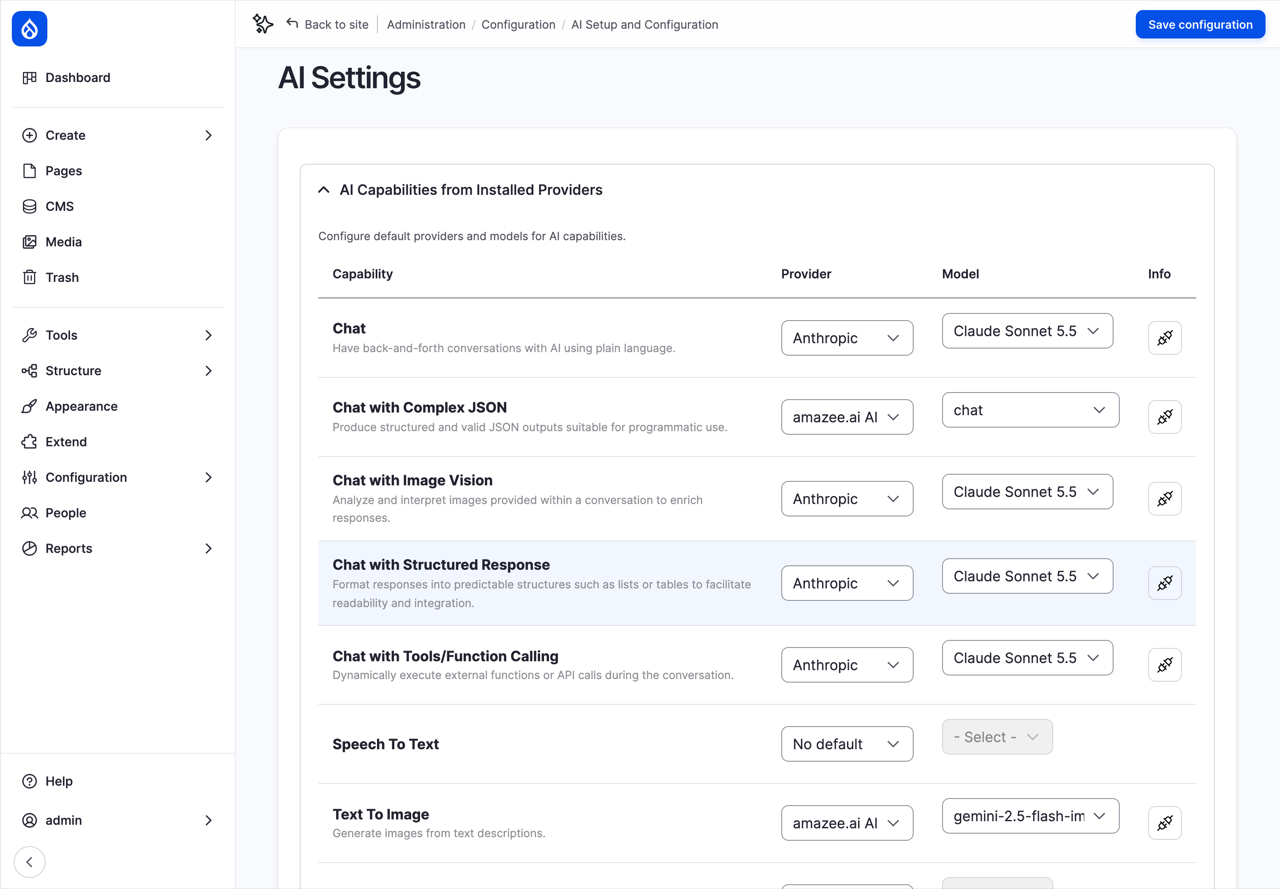 Back to site
Administration / Configuration / AI Setup and Configuration
Save configuration
Dashboard
Create
Pages
CMS
Media
Trash
Tools
Structure
Appearance
Extend
Configuration
People
Reports
Help
admin
AI Settings
AI Capabilities from Installed Providers
Configure default providers and models for AI capabilities.
Capability Provider Model Info
Chat
Have back-and-forth conversations with AI using plain language.
Anthropic
Claude Sonnet 5.5
Chat with Complex JSON
Produce structured and valid JSON outputs suitable for programmatic use.
amazee.ai AI
chat
Chat with Image Vision
Analyze and interpret images provided within a conversation to enrich
responses.
Anthropic
Claude Sonnet 5.5
Chat with Structured Response
Format responses into predictable structures such as lists or tables to facilitate
readability and integration.
Anthropic
Claude Sonnet 5.5
Chat with Tools/Function Calling
Dynamically execute external functions or API calls during the conversation.
Anthropic
Claude Sonnet 5.5
Speech To Text
No default
- Select -
Text To Image
Generate images from text descriptions.
amazee.ai AI
gemini-2.5-flash-im